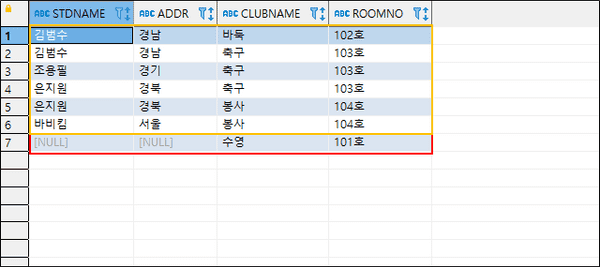 ABC STDNAME ABC ADDR ABC CLUBNAME ABC ROOMNO
1 김범수 경남 바둑 102호
2 김범수 경남 축구 103호
3 조용필 경기 축구 103호
4 은지원 경북 축구 103호
5 은지원 경북 봉사 104호
6 바비킴 서울 봉사 104호
7 [NULL] [NULL] 수영 101호